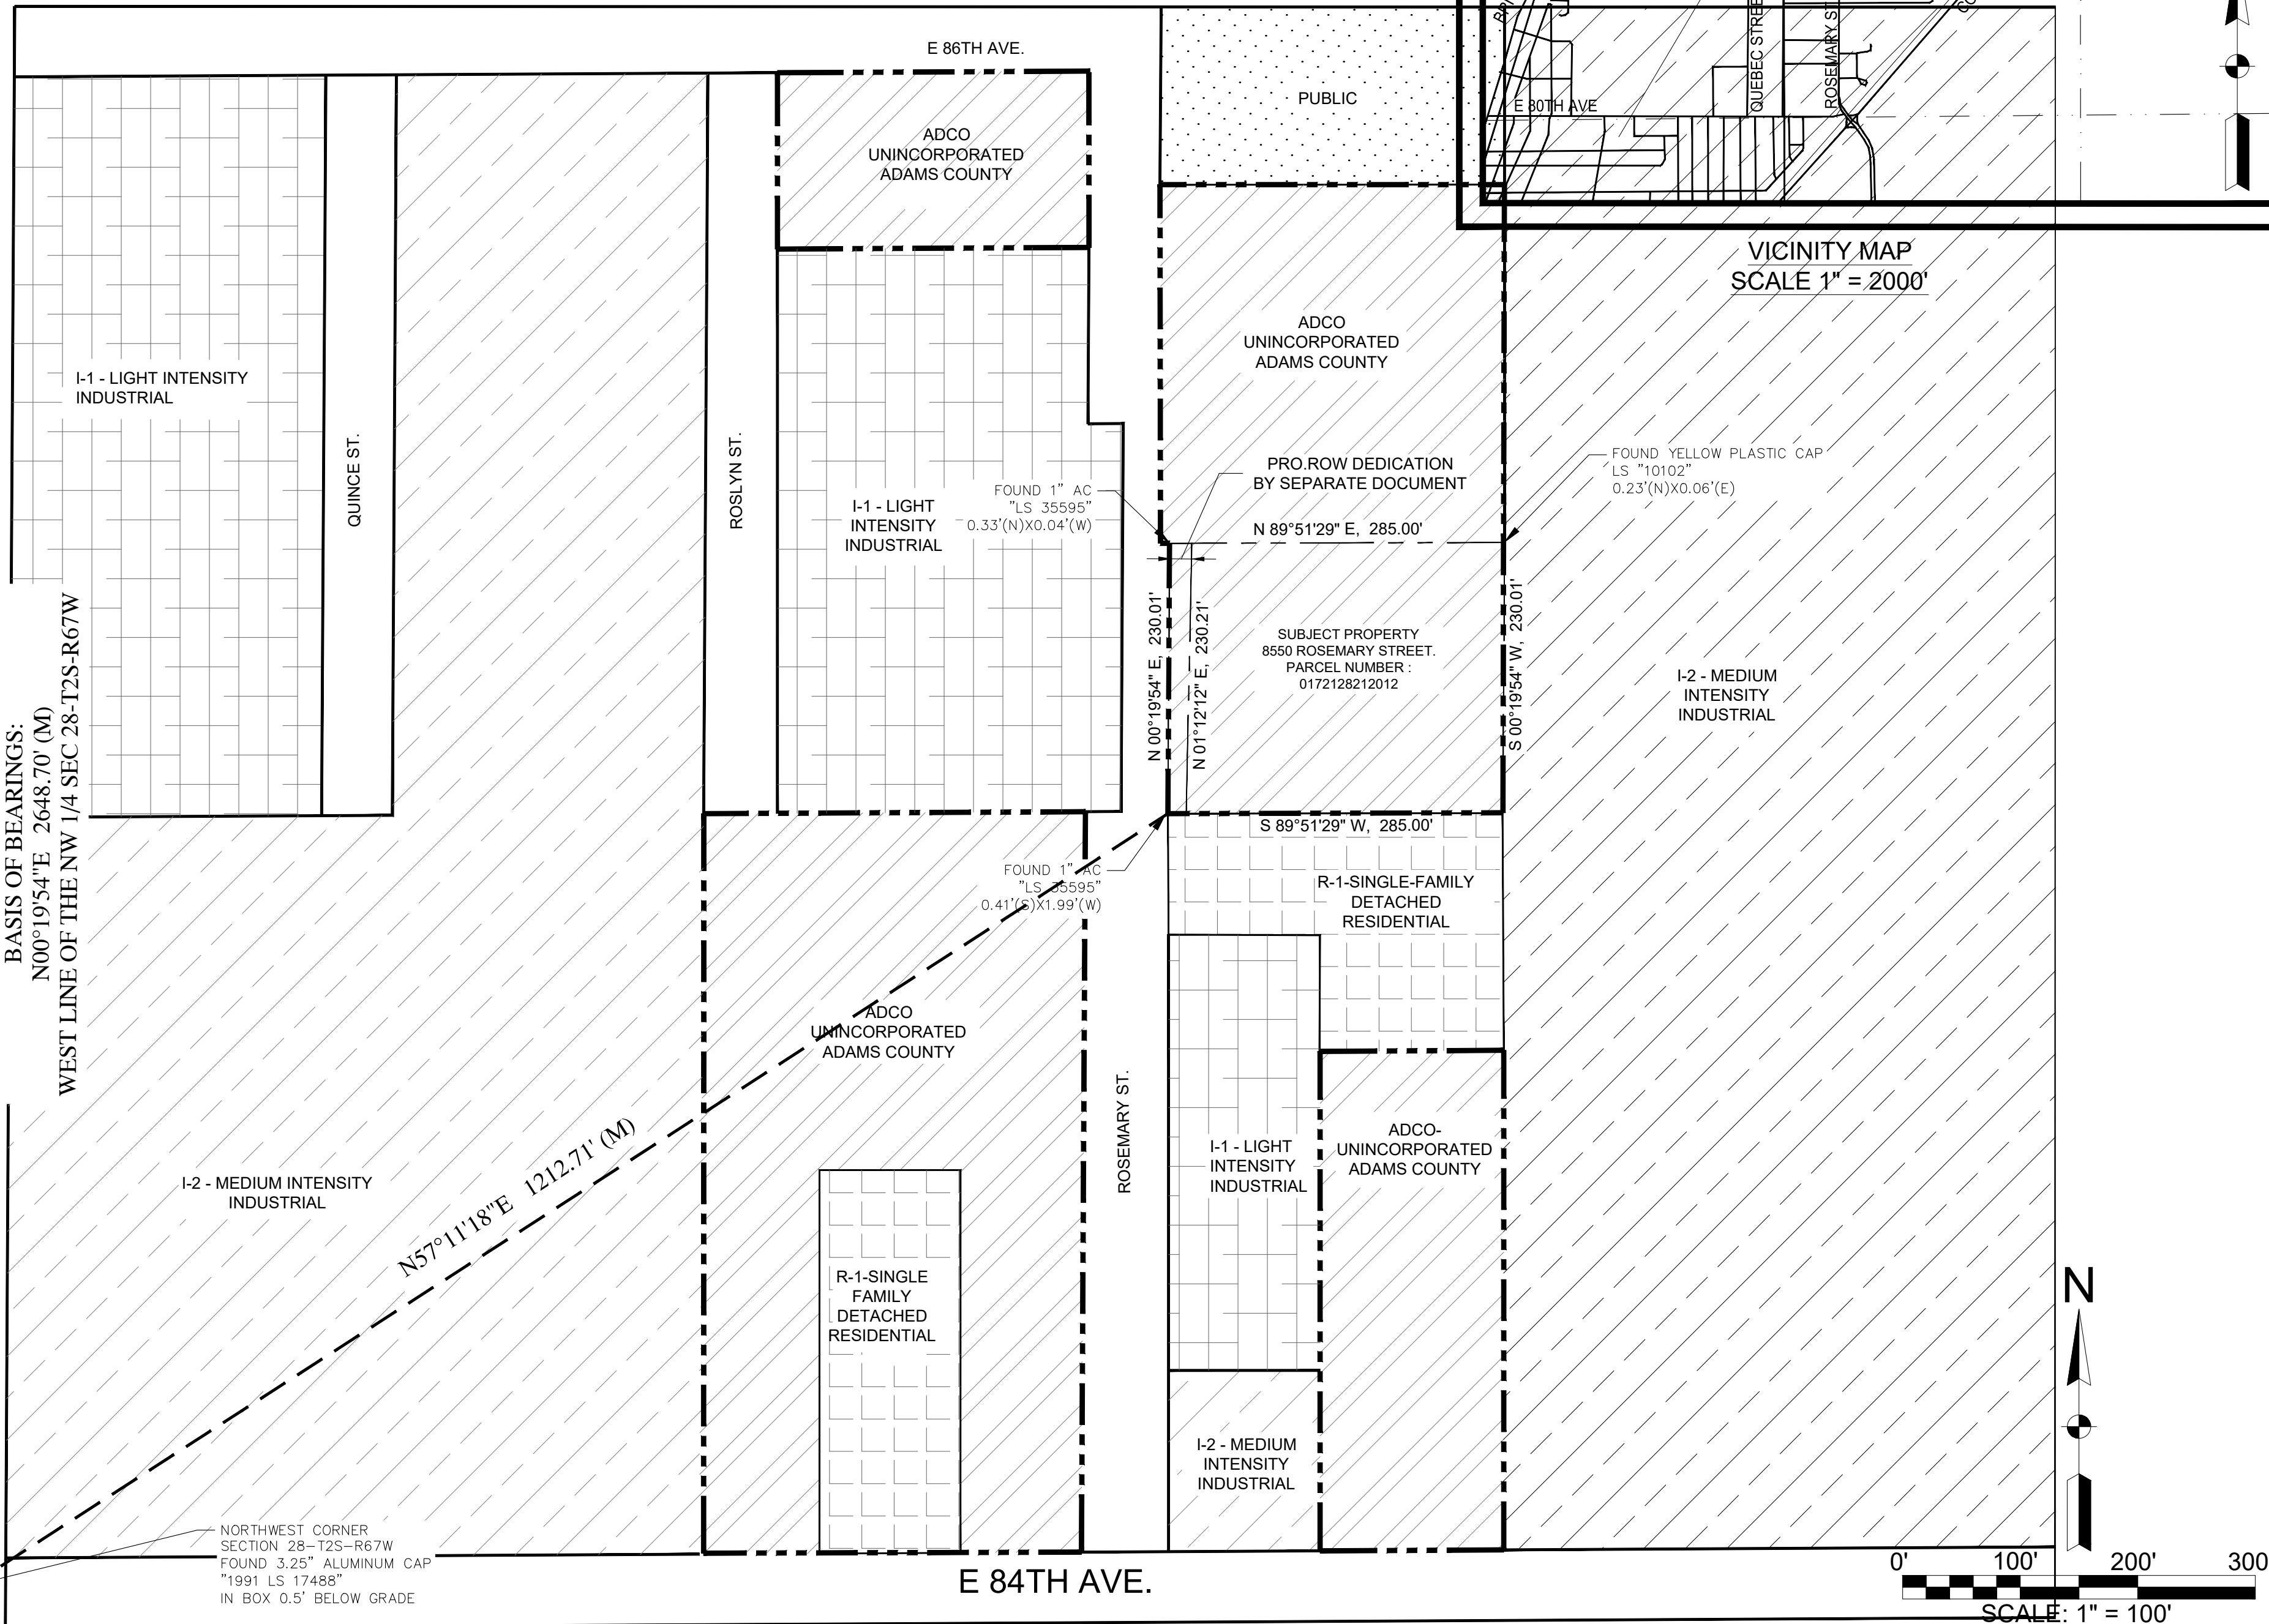 E 86TH AVE.
PUBLIC
QUEBEC STREE
ROSEMARY ST
E 80TH AVE
VICINITY MAP
SCALE 1" = 2000'
ADCO
UNINCORPORATED
ADAMS COUNTY
ADCO
UNINCORPORATED
ADAMS COUNTY
I-1 - LIGHT INTENSITY
INDUSTRIAL
QUINCE ST.
ROSLYN ST.
I-1 - LIGHT
INTENSITY
INDUSTRIAL
FOUND 1" AC
"LS 35595"
0.33'(N)X0.04'(W)
PRO.ROW DEDICATION
BY SEPARATE DOCUMENT
FOUND YELLOW PLASTIC CAP
LS "10102"
0.23'(N)X0.06'(E)
N 89°51'29" E, 285.00'
N 00°19'54" E, 230.01'
N 01°12'12" E, 230.21'
SUBJECT PROPERTY
8550 ROSEMARY STREET.
PARCEL NUMBER :
0172128212012
S 00°19'54" W, 230.01'
I-2 - MEDIUM
INTENSITY
INDUSTRIAL
BASIS OF BEARINGS:
N00°19'54"E 2648.70' (M)
WEST LINE OF THE NW 1/4 SEC 28-T2S-R67W
S 89°51'29" W, 285.00'
FOUND 1" AC
"LS 35595"
0.41'(S)X1.99'(W)
R-1-SINGLE-FAMILY
DETACHED
RESIDENTIAL
ADCO
UNINCORPORATED
ADAMS COUNTY
ROSEMARY ST.
I-1 - LIGHT
INTENSITY
INDUSTRIAL
ADCO-
UNINCORPORATED
ADAMS COUNTY
I-2 - MEDIUM INTENSITY
INDUSTRIAL
N57°11'18"E 1212.71' (M)
R-1-SINGLE
FAMILY
DETACHED
RESIDENTIAL
I-2 - MEDIUM
INTENSITY
INDUSTRIAL
NORTHWEST CORNER
SECTION 28-T2S-R67W
FOUND 3.25" ALUMINUM CAP
"1991 LS 17488"
IN BOX 0.5' BELOW GRADE
E 84TH AVE.
N
0' 100' 200' 300
SCALE: 1" = 100'